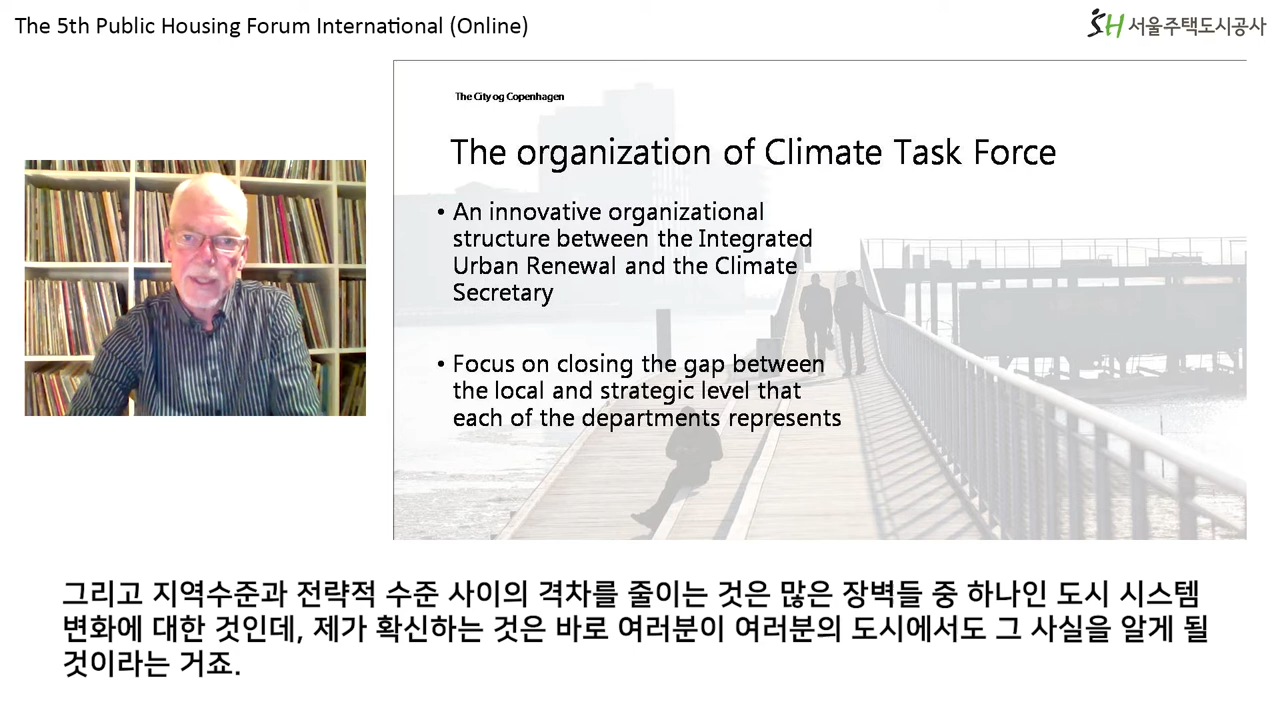 The 5th Public Housing Forum International (Online)
SH 서울주택도시공사
The City og Copenhagen
The organization of Climate Task Force
• An innovative organizational
structure between the Integrated
Urban Renewal and the Climate
Secretary
• Focus on closing the gap between
the local and strategic level that
each of the departments represents
그리고 지역수준과 전략적 수준 사이의 격차를 줄이는 것은 많은 장벽들 중 하나인 도시 시스템
변화에 대한 것인데, 제가 확신하는 것은 바로 여러분이 여러분의 도시에서도 그 사실을 알게 될
것이라는 거죠.